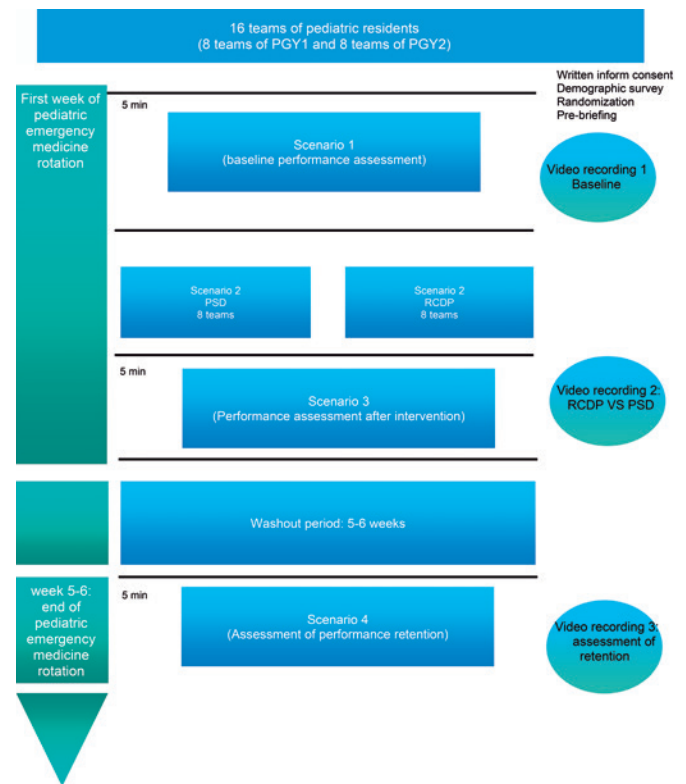 16 teams of pediatric residents
(8 teams of PGY1 and 8 teams of PGY2)
Written inform consent
Demographic survey
Randomization
Pre-briefing
First week of
pediatric
emergency
medicine
rotation
5 min
Scenario 1
(baseline performance assessment)
Video recording 1
Baseline
Scenario 2
PSD
8 teams
Scenario 2
RCDP
8 teams
5 min
Scenario 3
(Performance assessment after intervention)
Video recording 2:
RCDP VS PSD
Washout period: 5-6 weeks
week 5-6:
end of
pediatric
emergency
medicine
rotation
5 min
Scenario 4
(Assessment of performance retention)
Video recording 3:
assessment of
retention